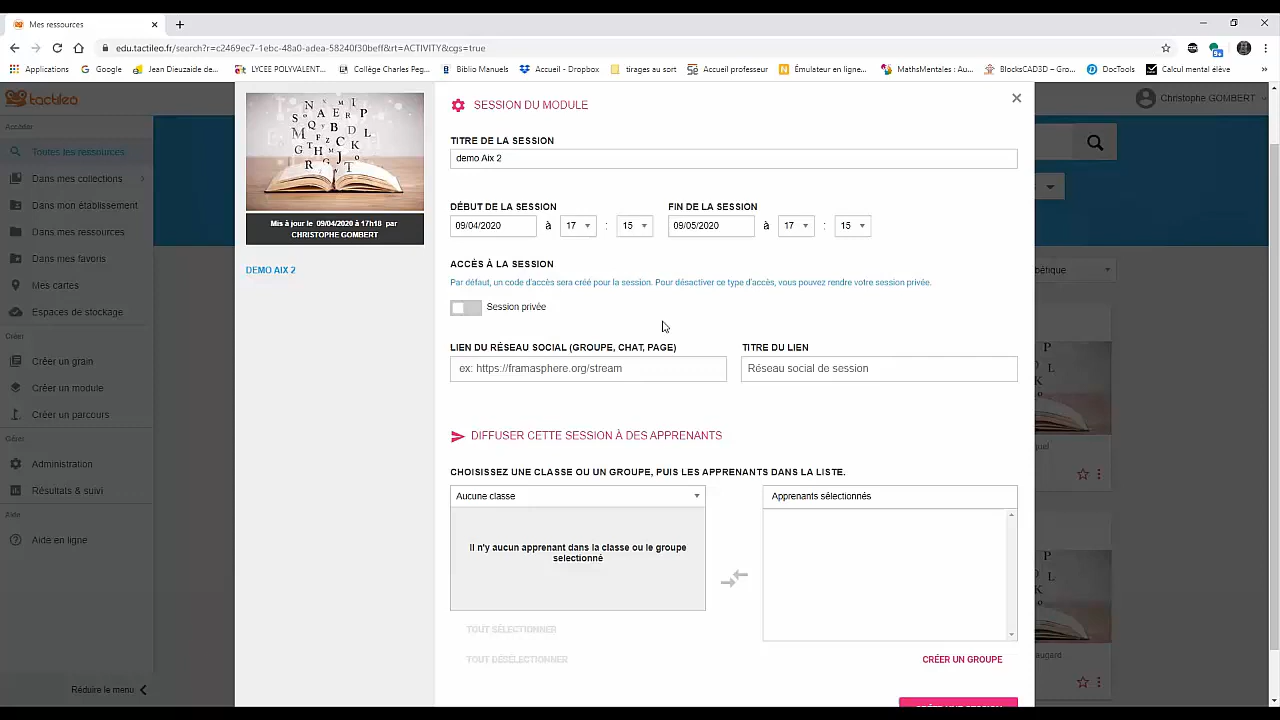 Mes ressources
edu.tactileo.fr/search?r=c2469ec7-1ebc-48a0-adea-58240f30beff&rt=ACTIVITY&cgs=true
Applications
Google
Jean Dieuzaide de...
LYCEE POLYVALENT...
Collège Charles Peg...
Biblio Manuels
Accueil - Dropbox
tirages au sort
Accueil professeur
Émulateur en ligne...
MathsMentales : Au...
BlocksCAD3D – Gro...
DocTools
Calcul mental élève
tactileo
Christophe GOMBERT
Accéder
Toutes les ressources
Dans mes collections
Dans mon établissement
Dans mes ressources
Dans mes favoris
Mes cartes
Espaces de stockage
Créer
Créer un grain
Créer un module
Créer un parcours
Gérer
Administration
Résultats & suivi
Aide
Aide en ligne
Réduire le menu
Mis à jour le 09/04/2020 à 17h18 par
CHRISTOPHE GOMBERT
DEMO AIX 2
SESSION DU MODULE
TITRE DE LA SESSION
demo Aix 2
DÉBUT DE LA SESSION
FIN DE LA SESSION
09/04/2020 à 17 : 15
09/05/2020 à 17 : 15
ACCÈS À LA SESSION
Par défaut, un code d'accès sera créé pour la session. Pour désactiver ce type d'accès, vous pouvez rendre votre session privée.
Session privée
LIEN DU RÉSEAU SOCIAL (GROUPE, CHAT, PAGE)
TITRE DU LIEN
ex: https://framasphere.org/stream
Réseau social de session
DIFFUSER CETTE SESSION À DES APPRENANTS
CHOISISSEZ UNE CLASSE OU UN GROUPE, PUIS LES APPRENANTS DANS LA LISTE.
Aucune classe
Apprenants sélectionnés
Il n'y aucun apprenant dans la classe ou le groupe
selectionné
TOUT SÉLECTIONNER
TOUT DÉSÉLECTIONNER
CRÉER UN GROUPE